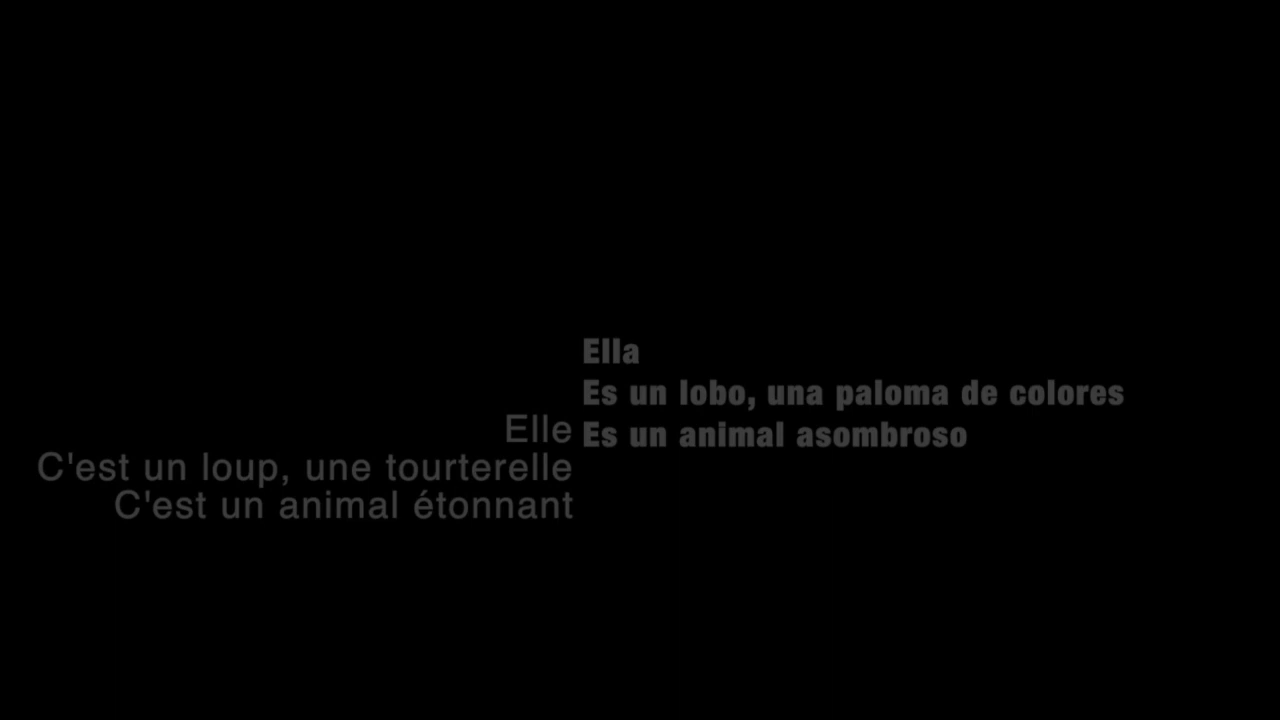 Ella
Es un lobo, una paloma de colores
Es un animal asombroso
Elle
C'est un loup, une tourterelle
C'est un animal étonnant